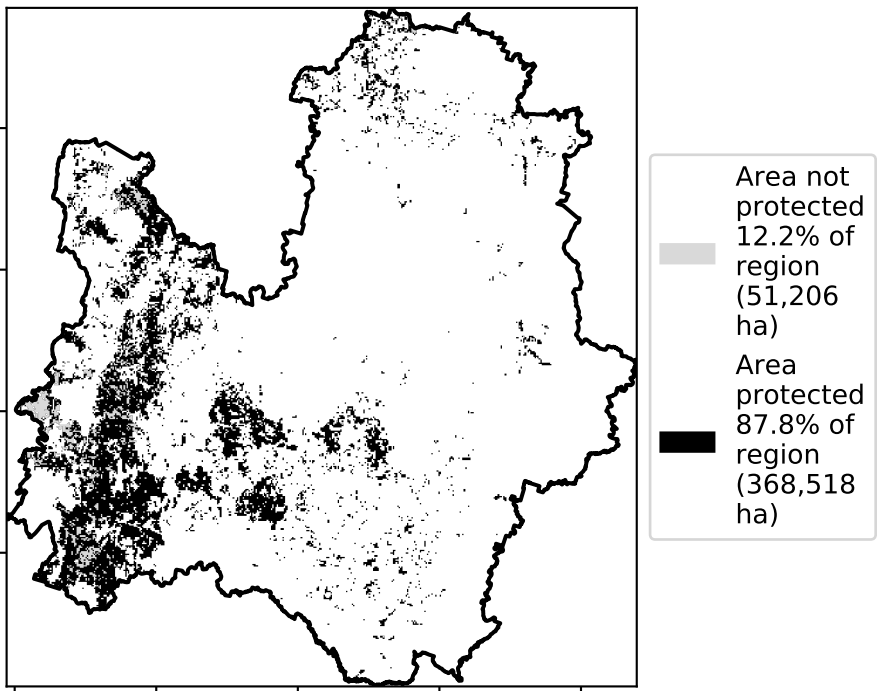 Area not
protected
12.2% of
region
(51,206
ha)
Area
protected
87.8% of
region
(368,518
ha)